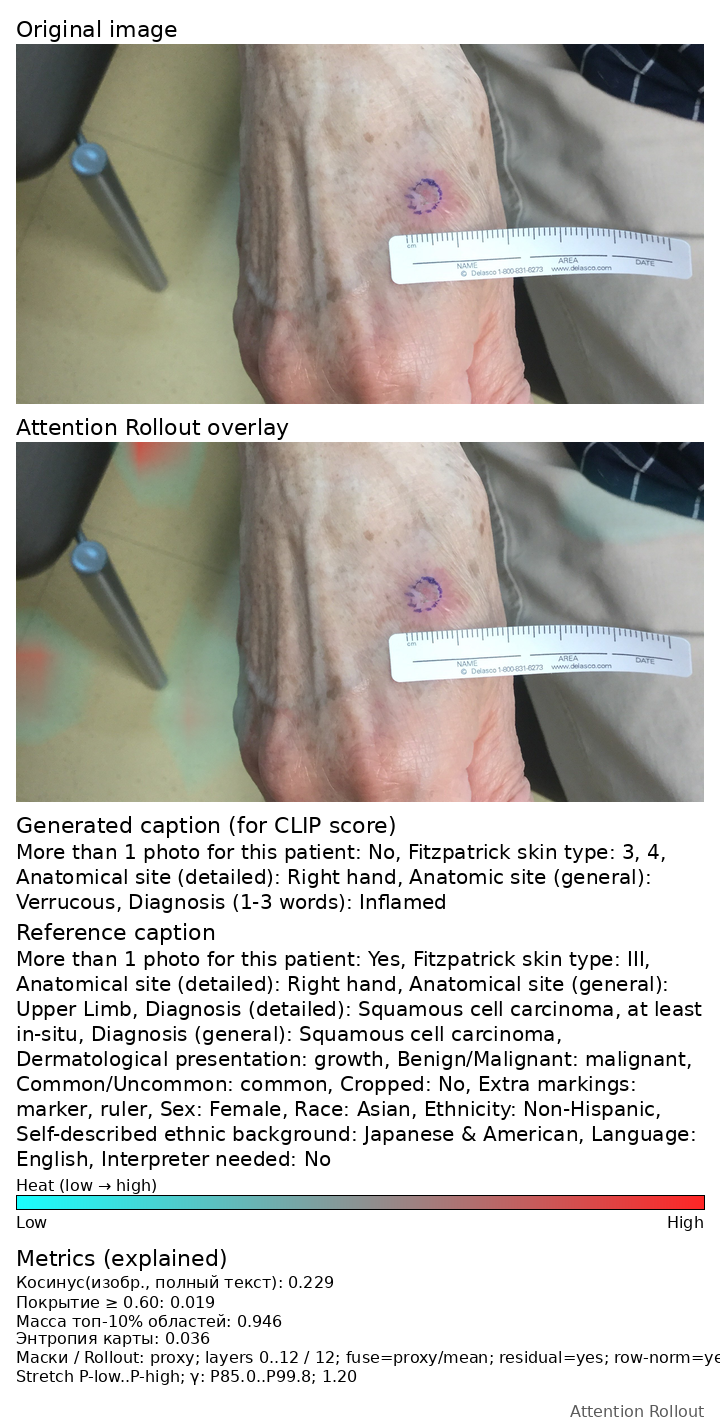 Original image
cm
NAME
AREA
DATE
© Delasco 1-800-831-6273 www.delasco.com
Attention Rollout overlay
cm
NAME
AREA
DATE
© Delasco 1-800-831-6273 www.delasco.com
Generated caption (for CLIP score)
More than 1 photo for this patient: No, Fitzpatrick skin type: 3, 4,
Anatomical site (detailed): Right hand, Anatomic site (general):
Verrucous, Diagnosis (1-3 words): Inflamed
Reference caption
More than 1 photo for this patient: Yes, Fitzpatrick skin type: III,
Anatomical site (detailed): Right hand, Anatomical site (general):
Upper Limb, Diagnosis (detailed): Squamous cell carcinoma, at least
in-situ, Diagnosis (general): Squamous cell carcinoma,
Dermatological presentation: growth, Benign/Malignant: malignant,
Common/Uncommon: common, Cropped: No, Extra markings:
marker, ruler, Sex: Female, Race: Asian, Ethnicity: Non-Hispanic,
Self-described ethnic background: Japanese & American, Language:
English, Interpreter needed: No
Heat (low → high)
Low High
Metrics (explained)
Косинус(изобр., полный текст): 0.229
Покрытие ≥ 0.60: 0.019
Масса топ-10% областей: 0.946
Энтропия карты: 0.036
Маски / Rollout: proxy; layers 0..12 / 12; fuse=proxy/mean; residual=yes; row-norm=ye
Stretch P-low..P-high; γ: P85.0..P99.8; 1.20
Attention Rollout